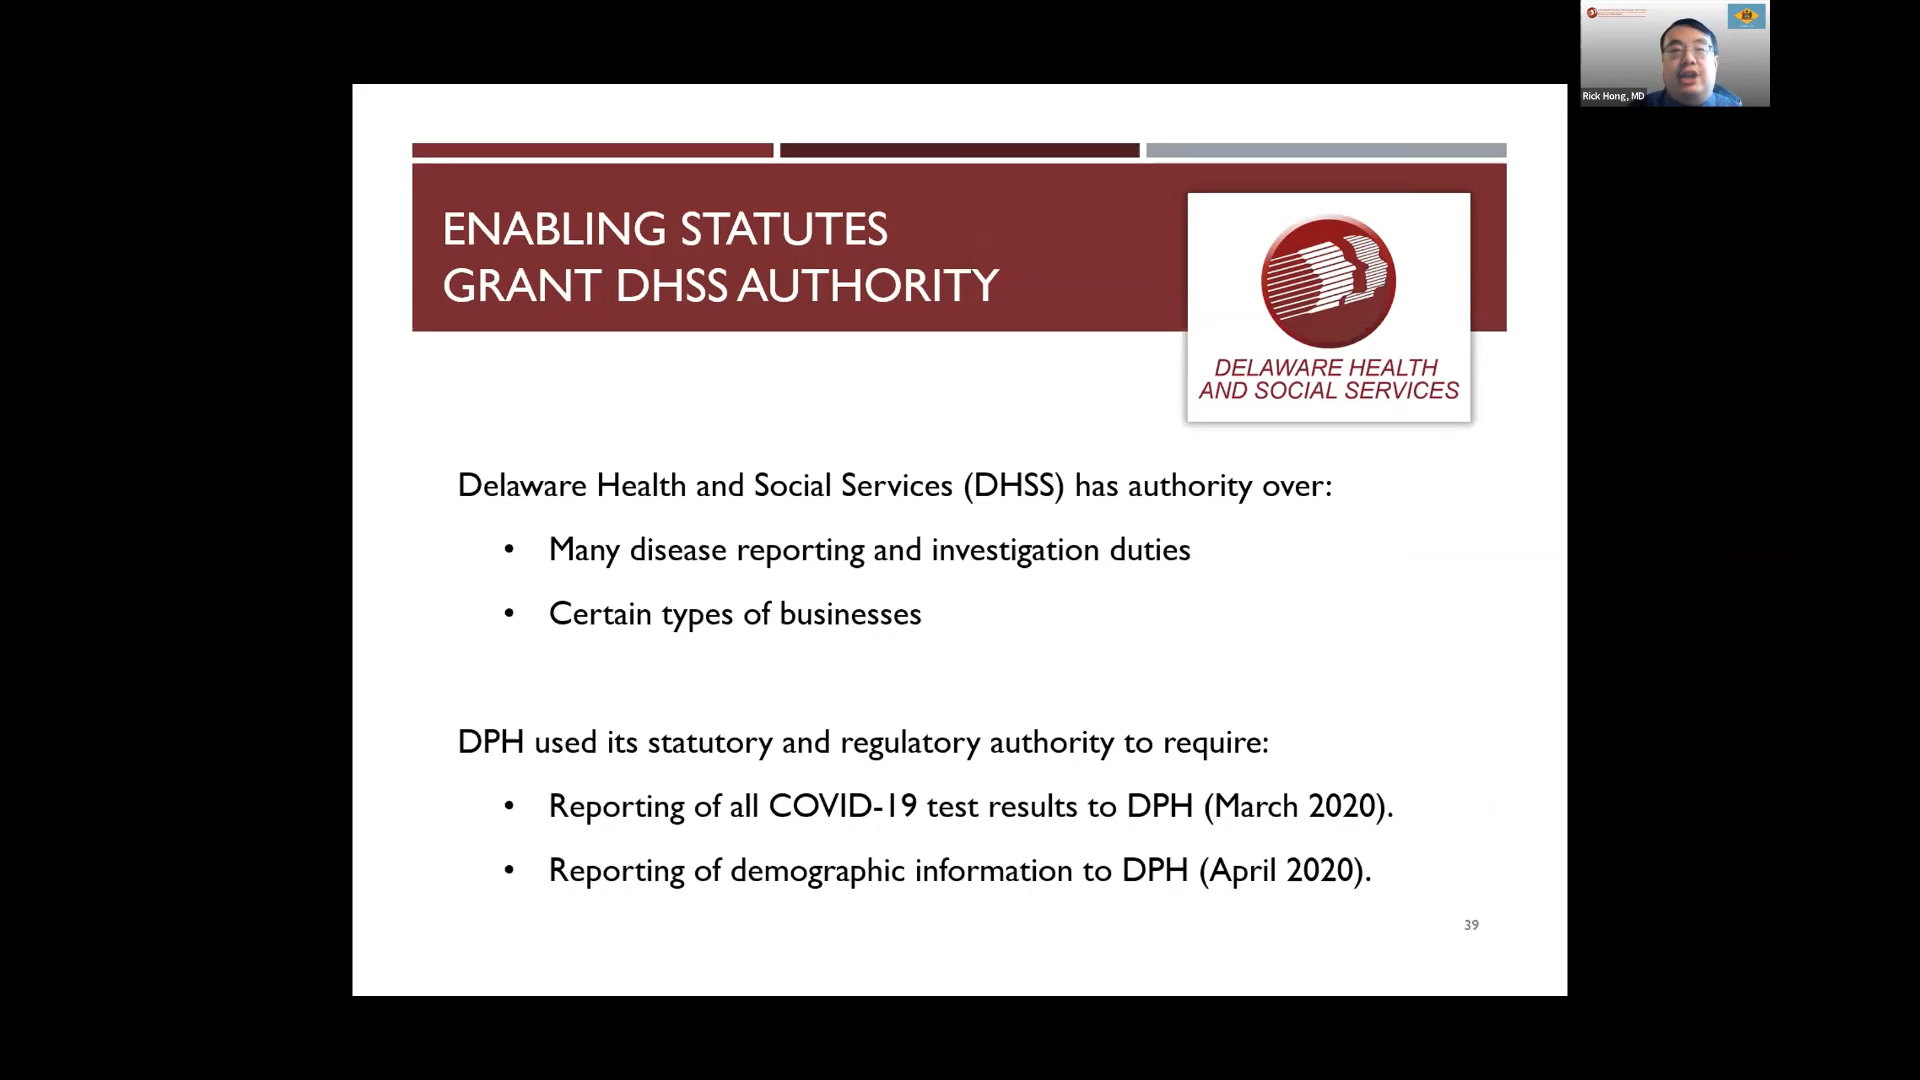 Rick Hong, MD
ENABLING STATUTES
GRANT DHSS AUTHORITY
DELAWARE HEALTH
AND SOCIAL SERVICES
Delaware Health and Social Services (DHSS) has authority over:
• Many disease reporting and investigation duties
• Certain types of businesses
DPH used its statutory and regulatory authority to require:
• Reporting of all COVID-19 test results to DPH (March 2020).
• Reporting of demographic information to DPH (April 2020).
39